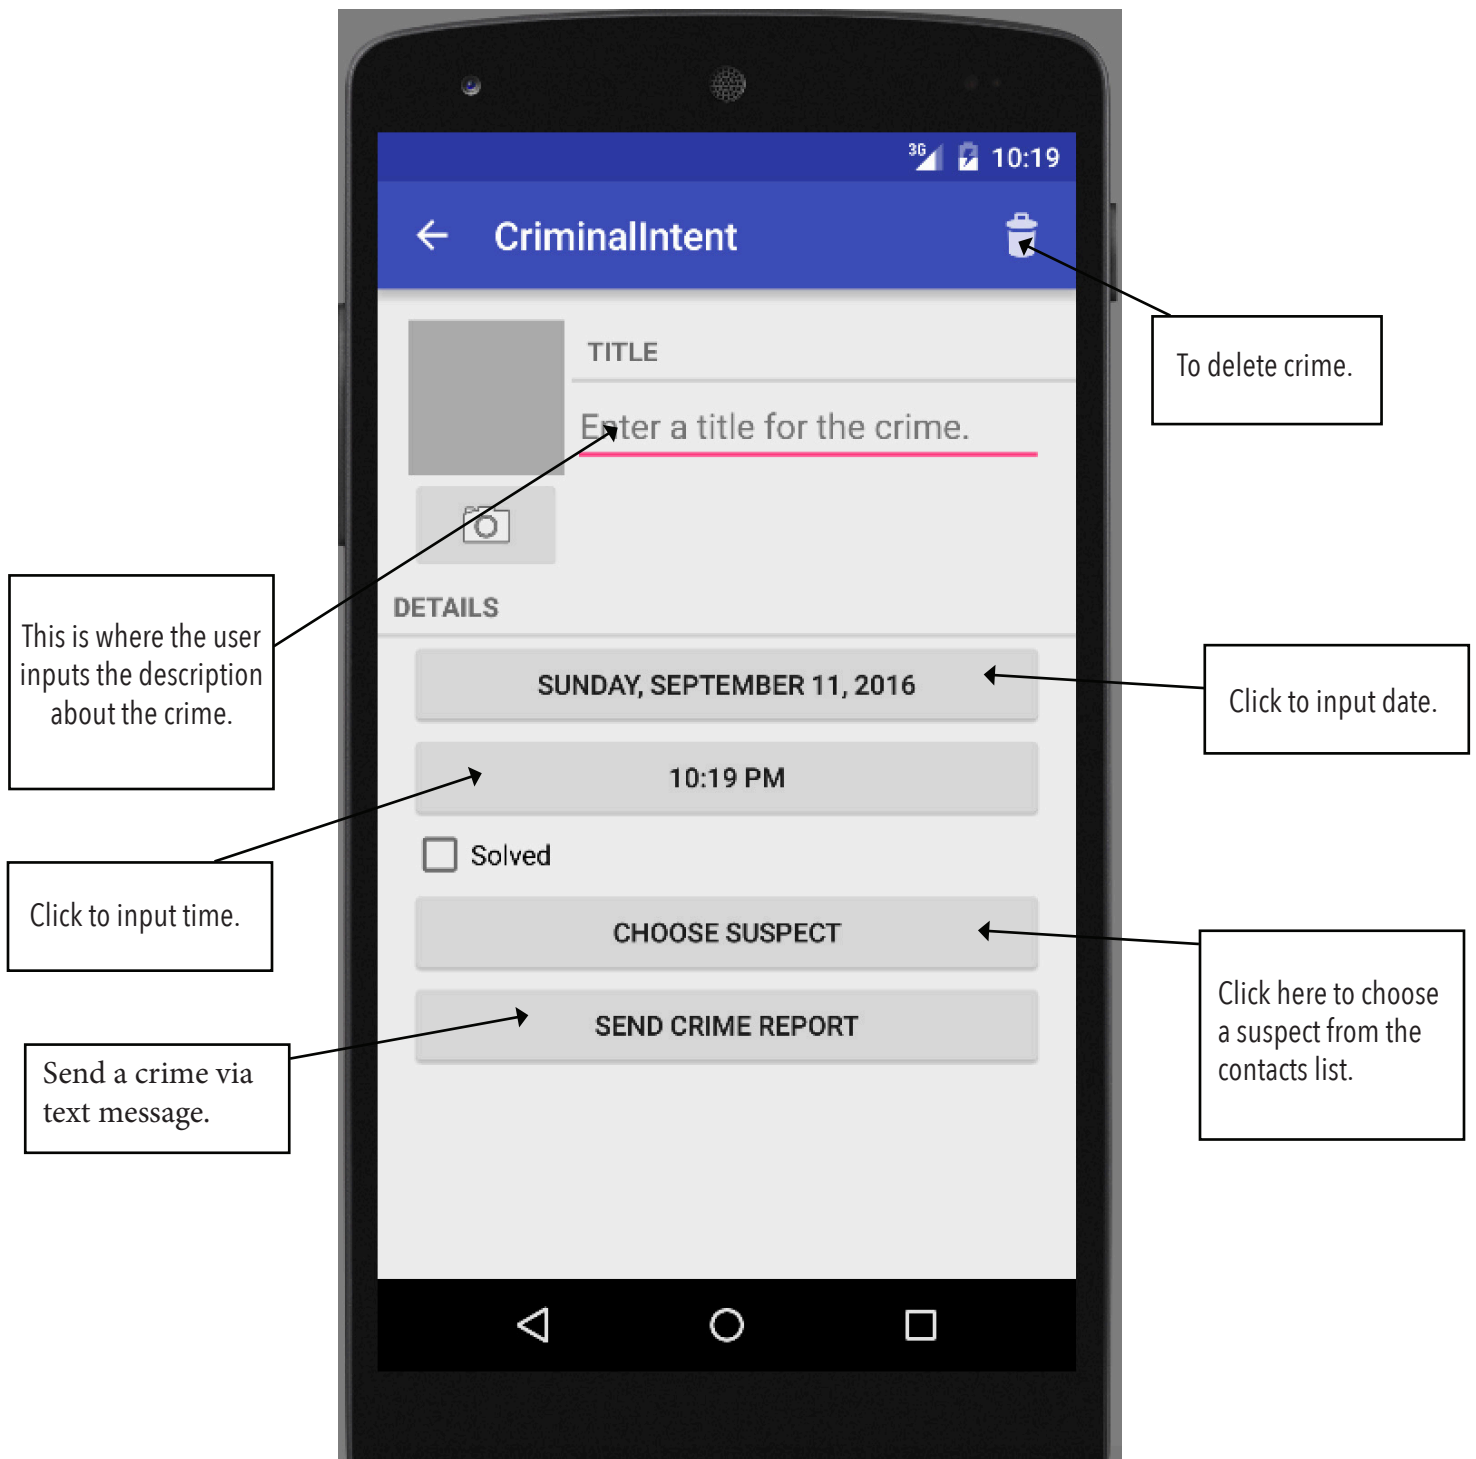 3G 10:19
CriminalIntent
To delete crime.
TITLE
Enter a title for the crime.
This is where the user
inputs the description
about the crime.
DETAILS
SUNDAY, SEPTEMBER 11, 2016
Click to input date.
10:19 PM
Click to input time.
Solved
CHOOSE SUSPECT
Click here to choose
a suspect from the
contacts list.
SEND CRIME REPORT
Send a crime via
text message.